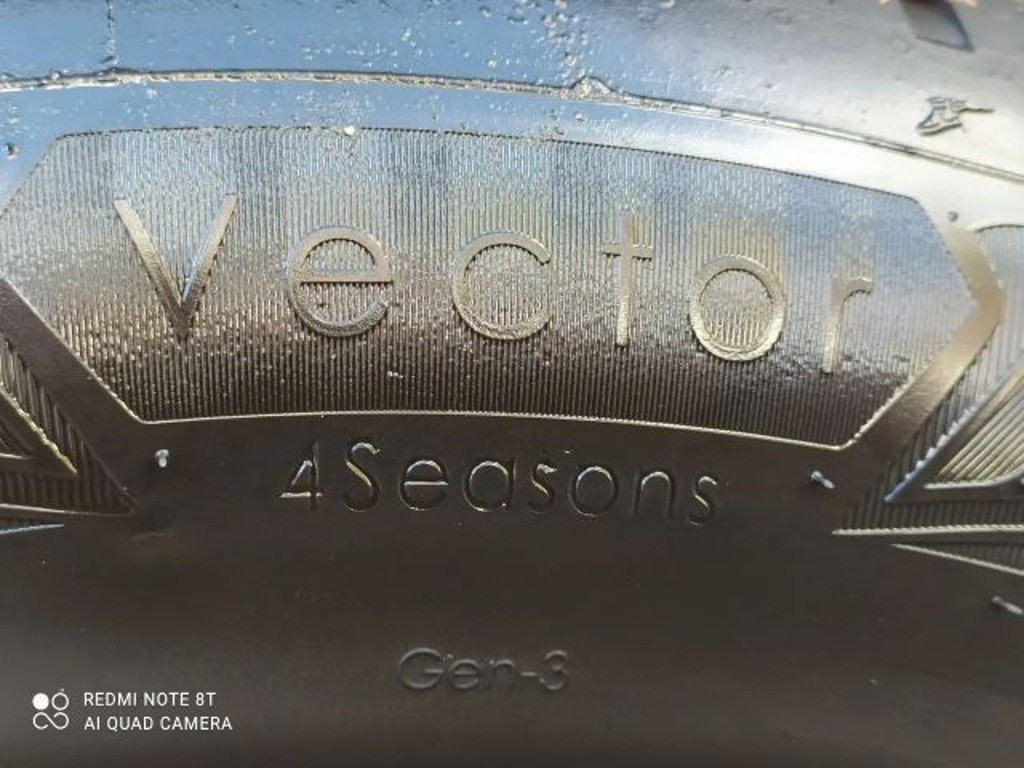 Vector
4Seasons
Gen-3
REDMI NOTE 8T
AI QUAD CAMERA